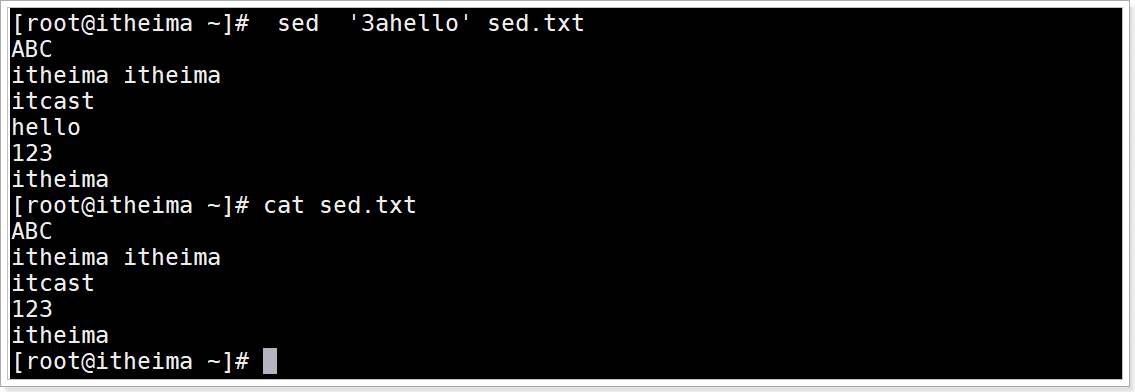 [root@itheima ~]#  sed  '3ahello' sed.txt
ABC
itheima itheima
itcast
hello
123
itheima
[root@itheima ~]# cat sed.txt
ABC
itheima itheima
itcast
123
itheima
[root@itheima ~]#